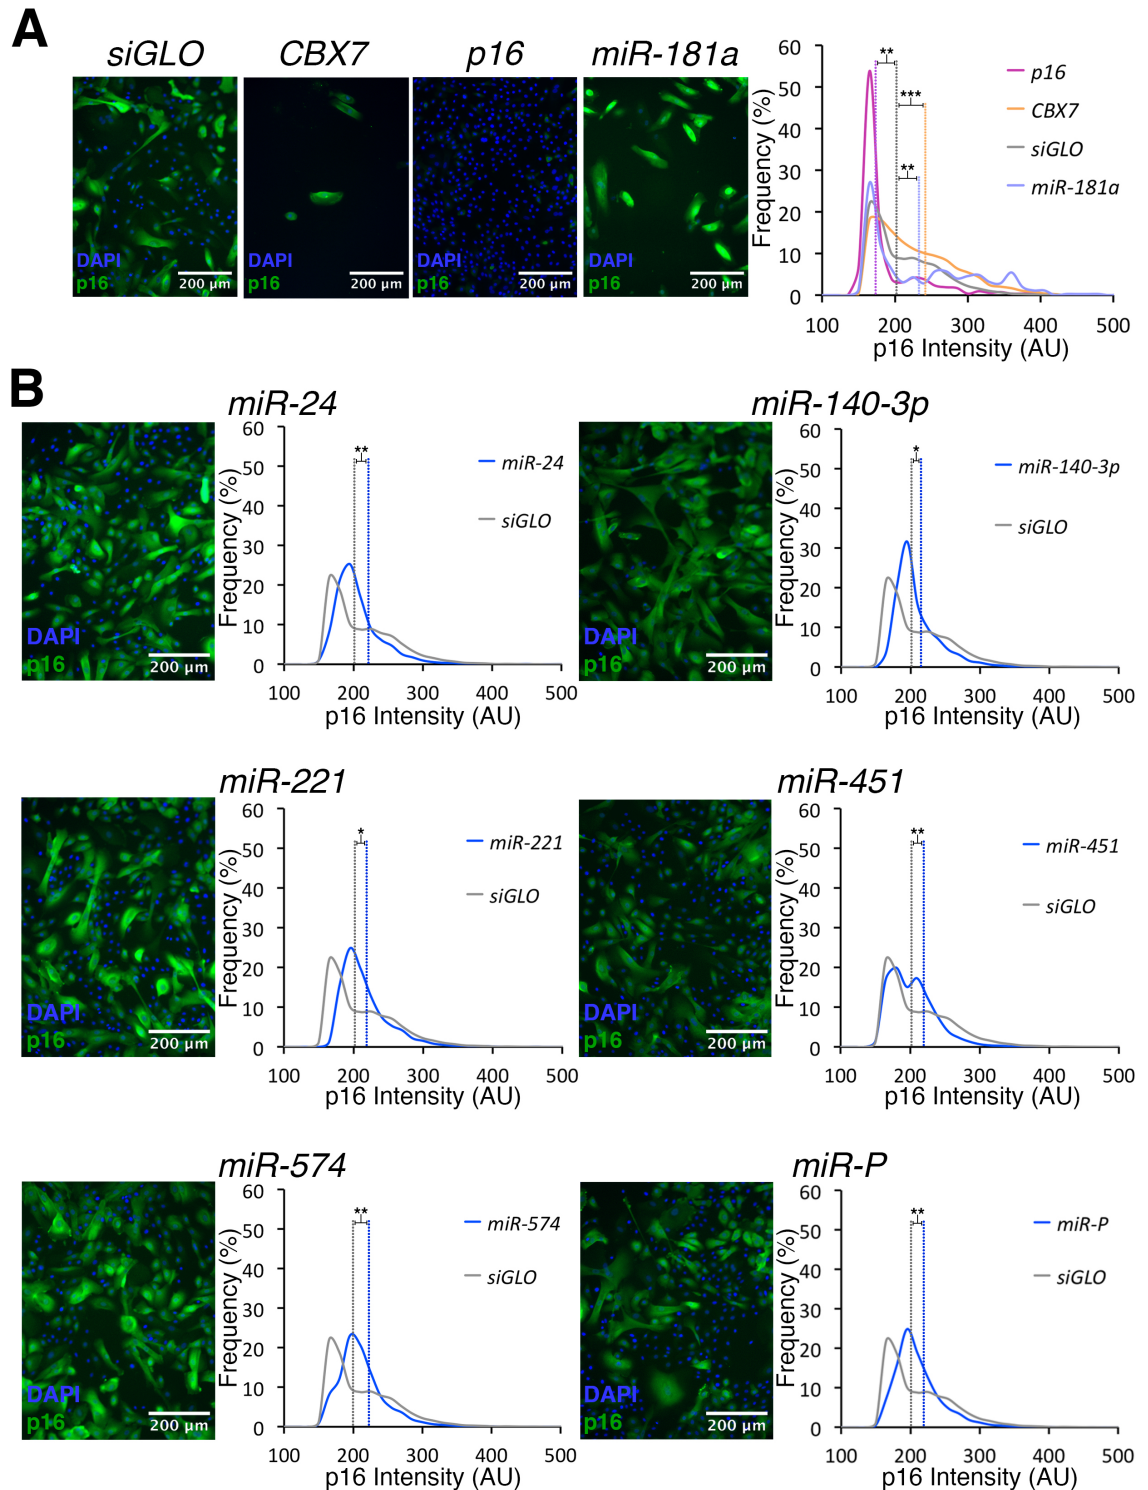 A
siGLO CBX7 p16 miR-181a
DAPI p16 200 µm
DAPI p16 200 µm
DAPI p16 200 µm
DAPI p16 200 µm
Frequency (%)
60
50
40
30
20
10
0
** *** **
p16
CBX7
siGLO
miR-181a
100 200 300 400 500
p16 Intensity (AU)
B
miR-24
DAPI
p16
200 µm
Frequency (%)
60
50
40
30
20
10
0
**
miR-24
siGLO
100 200 300 400 500
p16 Intensity (AU)
miR-140-3p
DAPI
p16
200 µm
Frequency (%)
60
50
40
30
20
10
0
*
miR-140-3p
siGLO
100 200 300 400 500
p16 Intensity (AU)
miR-221
DAPI
p16
200 µm
Frequency (%)
60
50
40
30
20
10
0
*
miR-221
siGLO
100 200 300 400 500
p16 Intensity (AU)
miR-451
DAPI
p16
200 µm
Frequency (%)
60
50
40
30
20
10
0
**
miR-451
siGLO
100 200 300 400 500
p16 Intensity (AU)
miR-574
DAPI
p16
200 µm
Frequency (%)
60
50
40
30
20
10
0
**
miR-574
siGLO
100 200 300 400 500
p16 Intensity (AU)
miR-P
DAPI
p16
200 µm
Frequency (%)
60
50
40
30
20
10
0
**
miR-P
siGLO
100 200 300 400 500
p16 Intensity (AU)